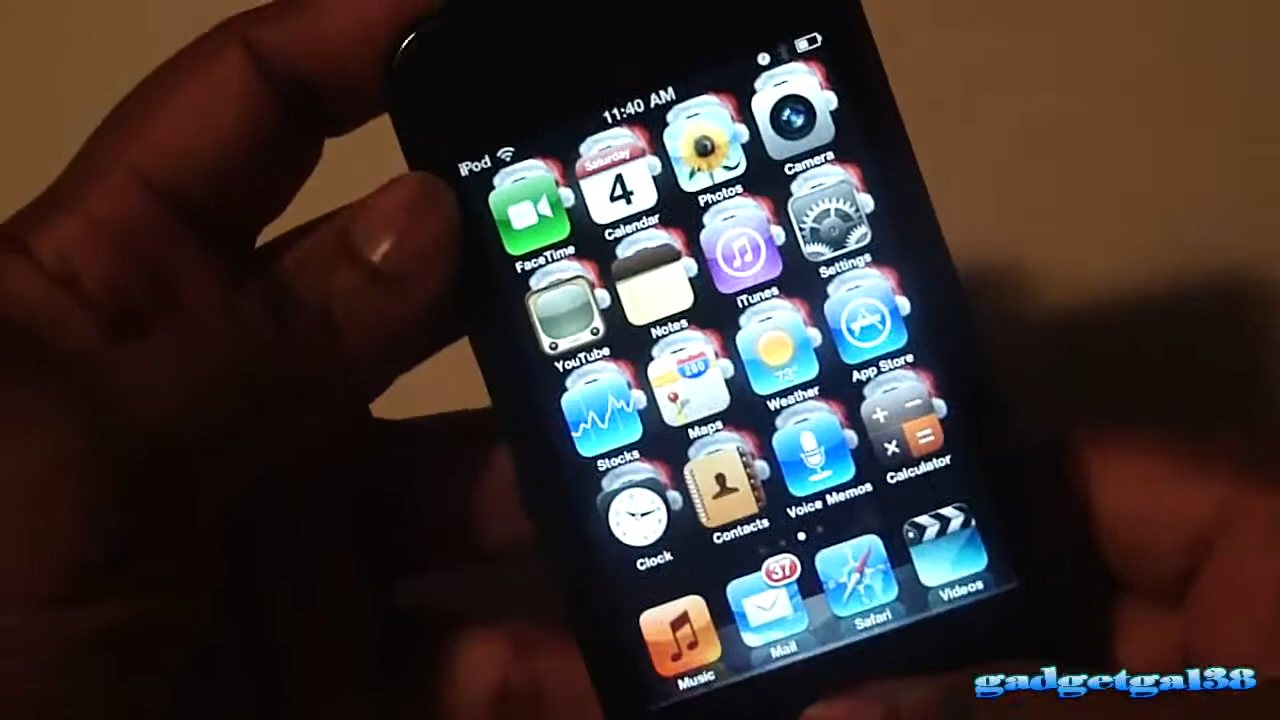 iPod 11:40 AM
Saturday
4
FaceTime Calendar Photos Camera
280
YouTube Notes iTunes Settings
73°
Stocks Maps Weather App Store
Clock Contacts Voice Memos Calculator
37
Music Mail Safari Videos
gadgetgal38